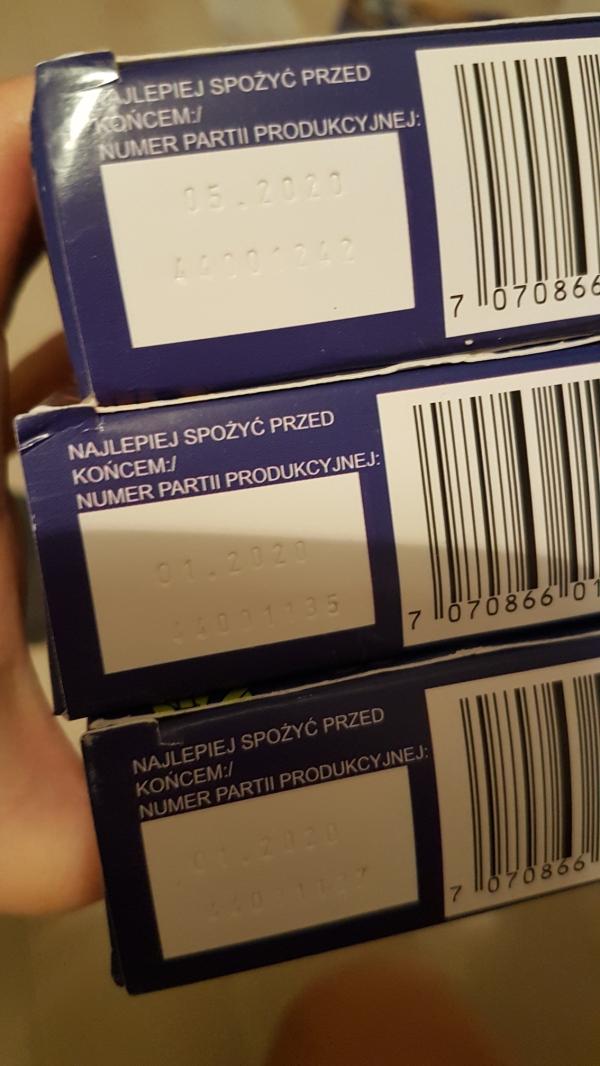 NAJLEPIEJ SPOŻYĆ PRZED
KOŃCEM:/
NUMER PARTII PRODUKCYJNEJ:
05.2020
44001242
7 070866
NAJLEPIEJ SPOŻYĆ PRZED
KOŃCEM:/
NUMER PARTII PRODUKCYJNEJ:
01.2020
44001135
7 070866 01
NAJLEPIEJ SPOŻYĆ PRZED
KOŃCEM:/
NUMER PARTII PRODUKCYJNEJ:
01.2020
7 070866